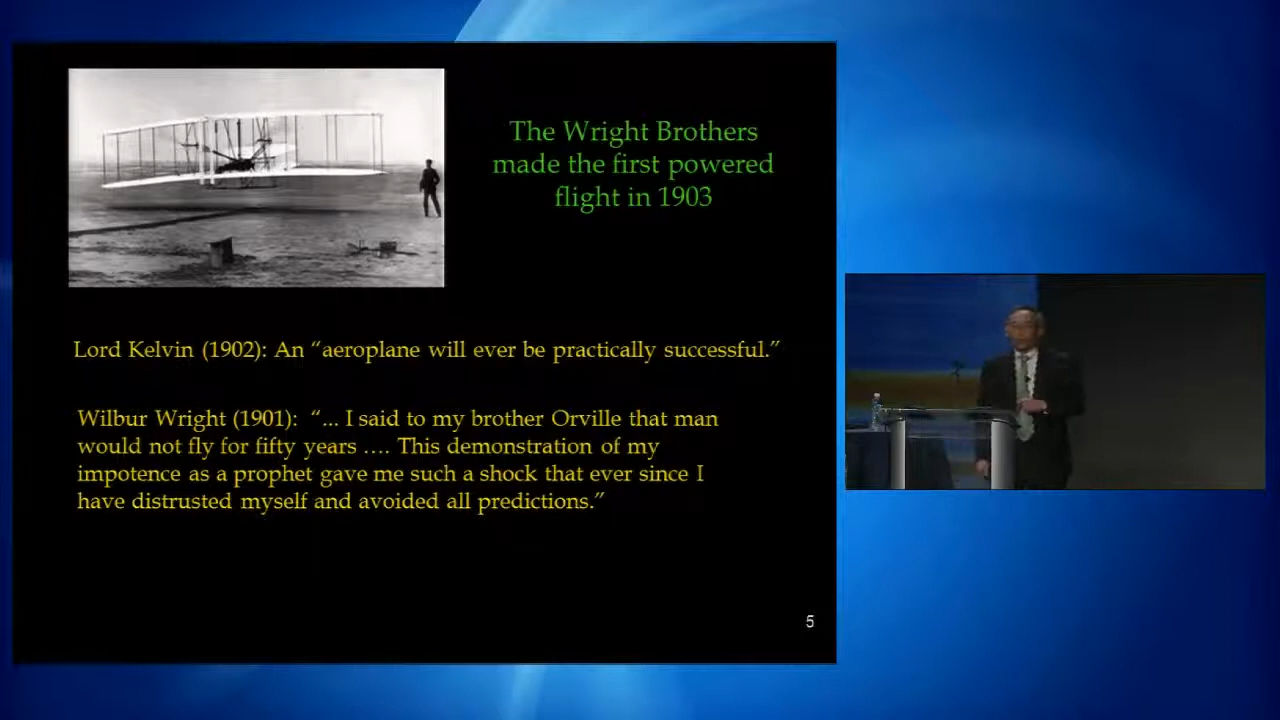 The Wright Brothers
made the first powered
flight in 1903
Lord Kelvin (1902): An “aeroplane will ever be practically successful.”
Wilbur Wright (1901):  “... I said to my brother Orville that man
would not fly for fifty years …. This demonstration of my
impotence as a prophet gave me such a shock that ever since I
have distrusted myself and avoided all predictions.”
5